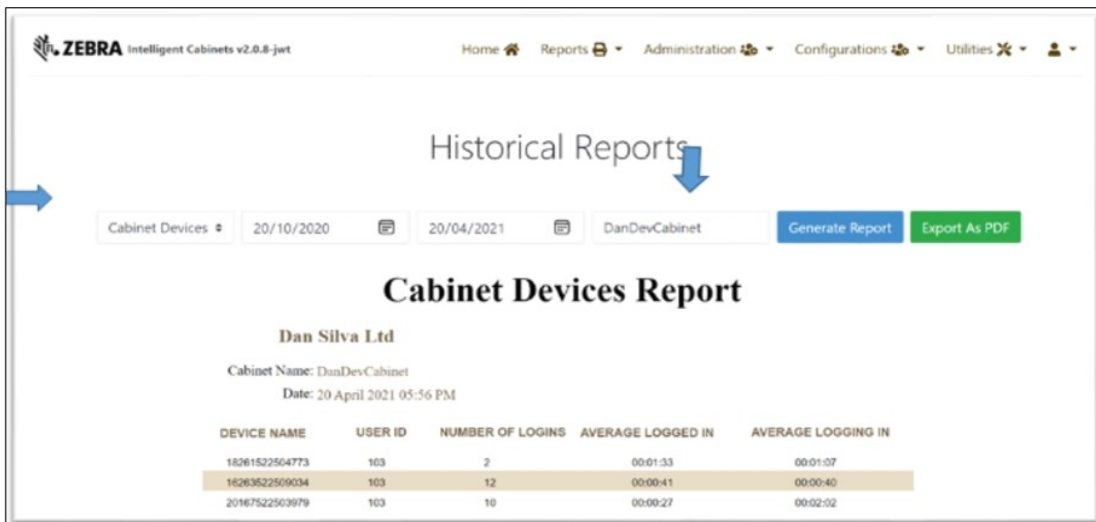 ZEBRA Intelligent Cabinets v2.0.8-jwt Home Reports Administration Configurations Utilities
Historical Reports
Cabinet Devices 20/10/2020 20/04/2021 DanDevCabinet Generate Report Export As PDF
Cabinet Devices Report
Dan Silva Ltd
Cabinet Name: DanDevCabinet
Date: 20 April 2021 05:56 PM
DEVICE NAME USER ID NUMBER OF LOGINS AVERAGE LOGGED IN AVERAGE LOGGING IN
18261522504773 103 2 00:01:33 00:01:07
16263522509034 103 12 00:00:41 00:00:40
20167522503979 103 10 00:00:27 00:02:02